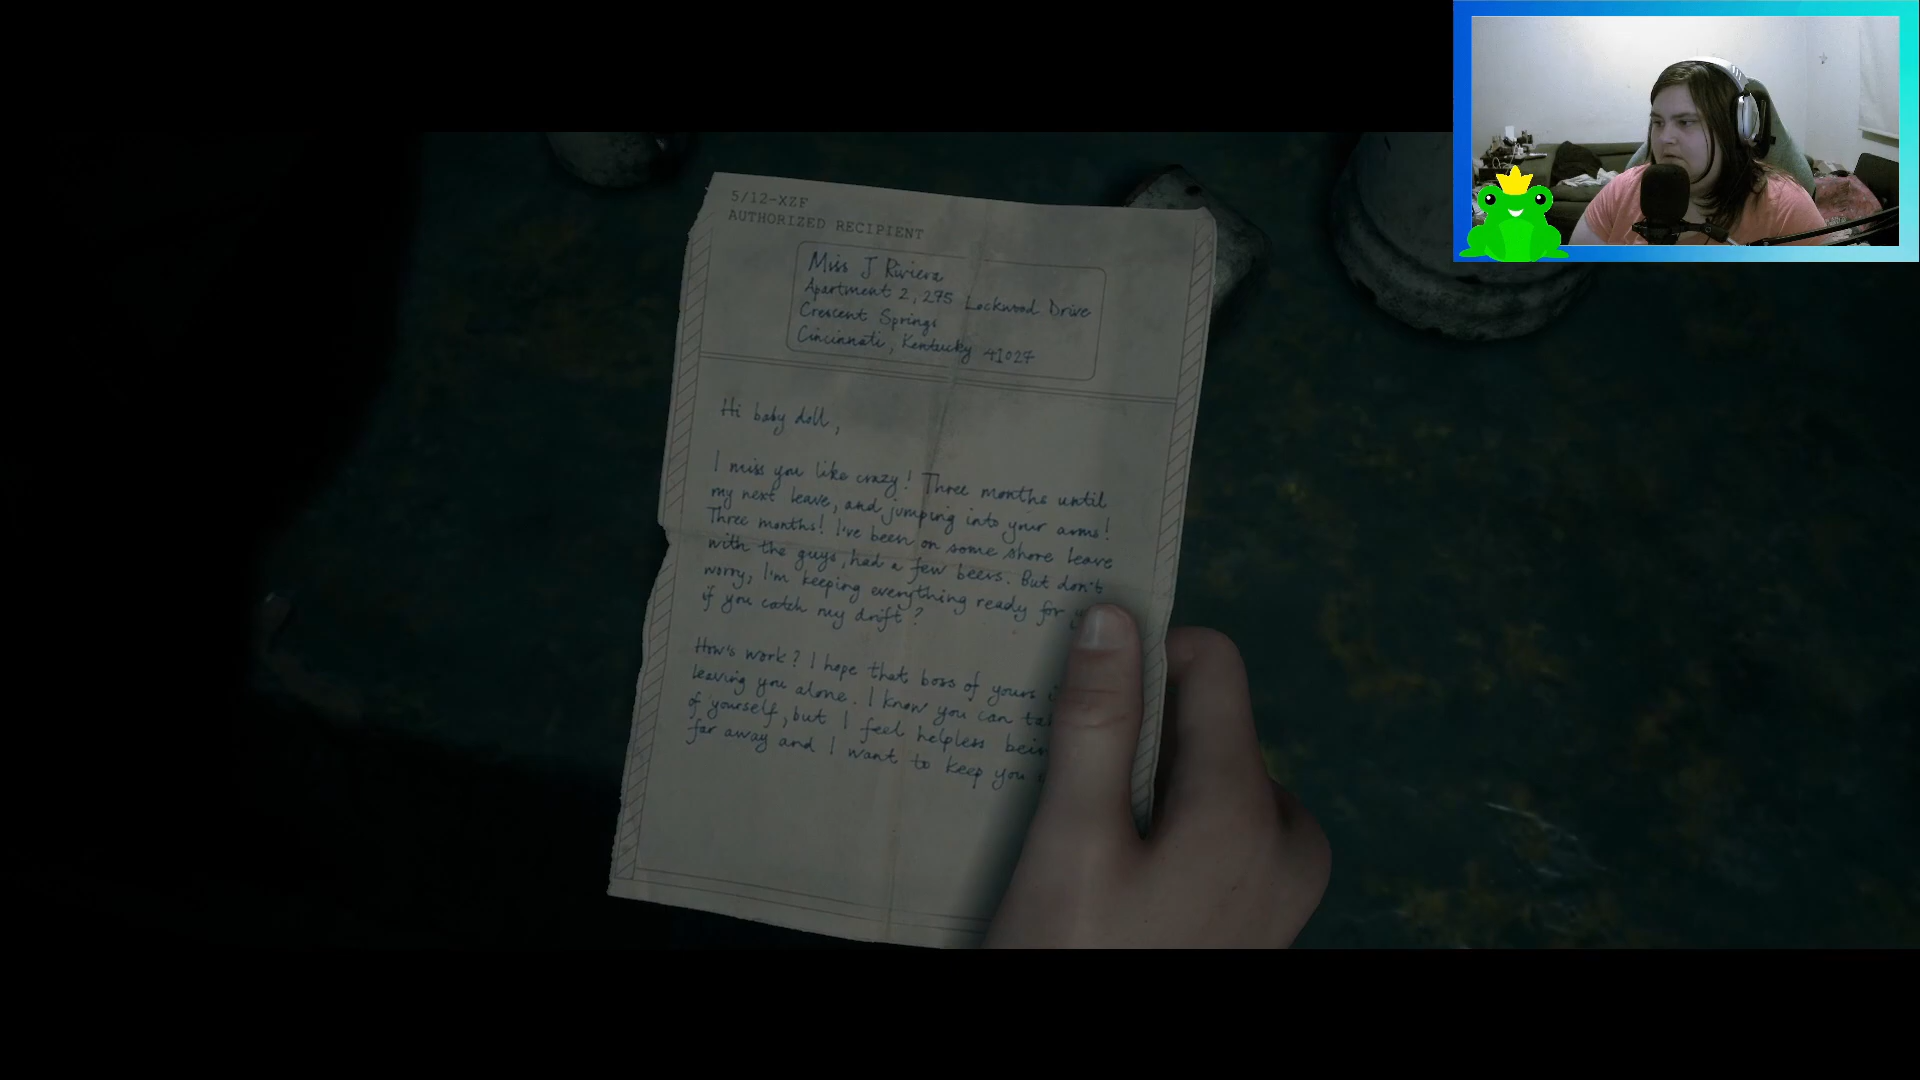 5/12-XZF
AUTHORIZED RECIPIENT
Miss J Riviera
Apartment 2, 295 Lockwood Drive
Crescent Springs
Cincinnati, Kentucky 41027
Hi baby doll,
I miss you like crazy! Three months until
my next leave, and jumping into your arms!
Three months! I've been on some shore leave
with the guys, had a few beers. But don't
worry, I'm keeping everything ready for
if you catch my drift?
How's work? I hope that boss of yours
leaving you alone. I know you can
of yourself, but I feel helpless
far away and I want to keep you